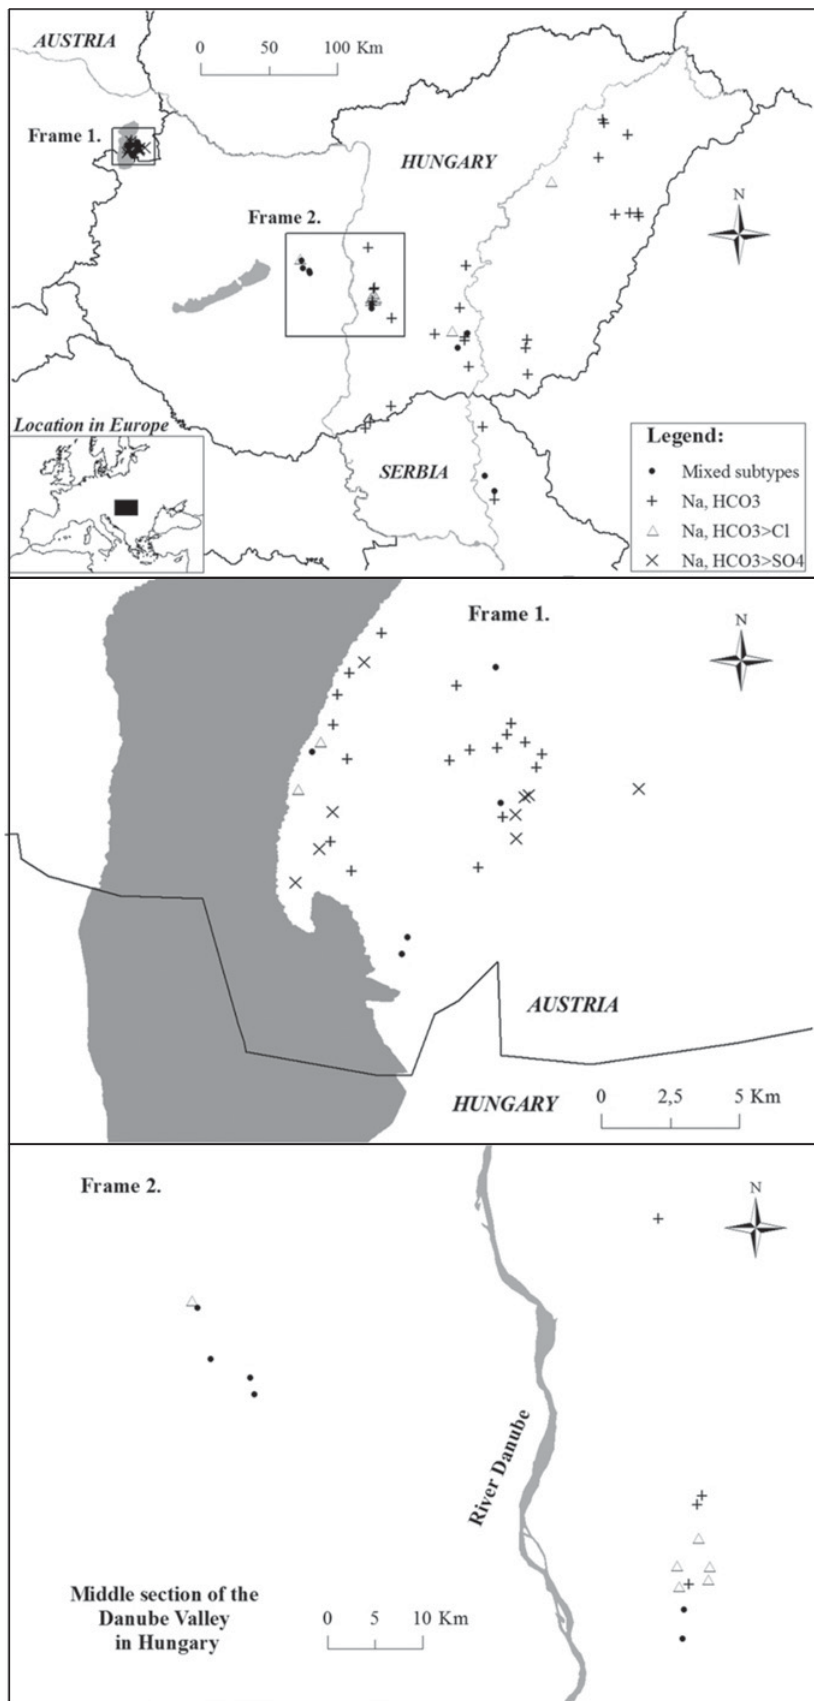 AUSTRIA
0 50 100 Km
Frame 1.
HUNGARY
N
Frame 2.
Location in Europe
SERBIA
Legend:
Mixed subtypes
Na, HCO3
Na, HCO3>Cl
Na, HCO3>SO4
Frame 1.
N
AUSTRIA
HUNGARY
0 2,5 5 Km
Frame 2.
N
River Danube
Middle section of the
Danube Valley
in Hungary
0 5 10 Km